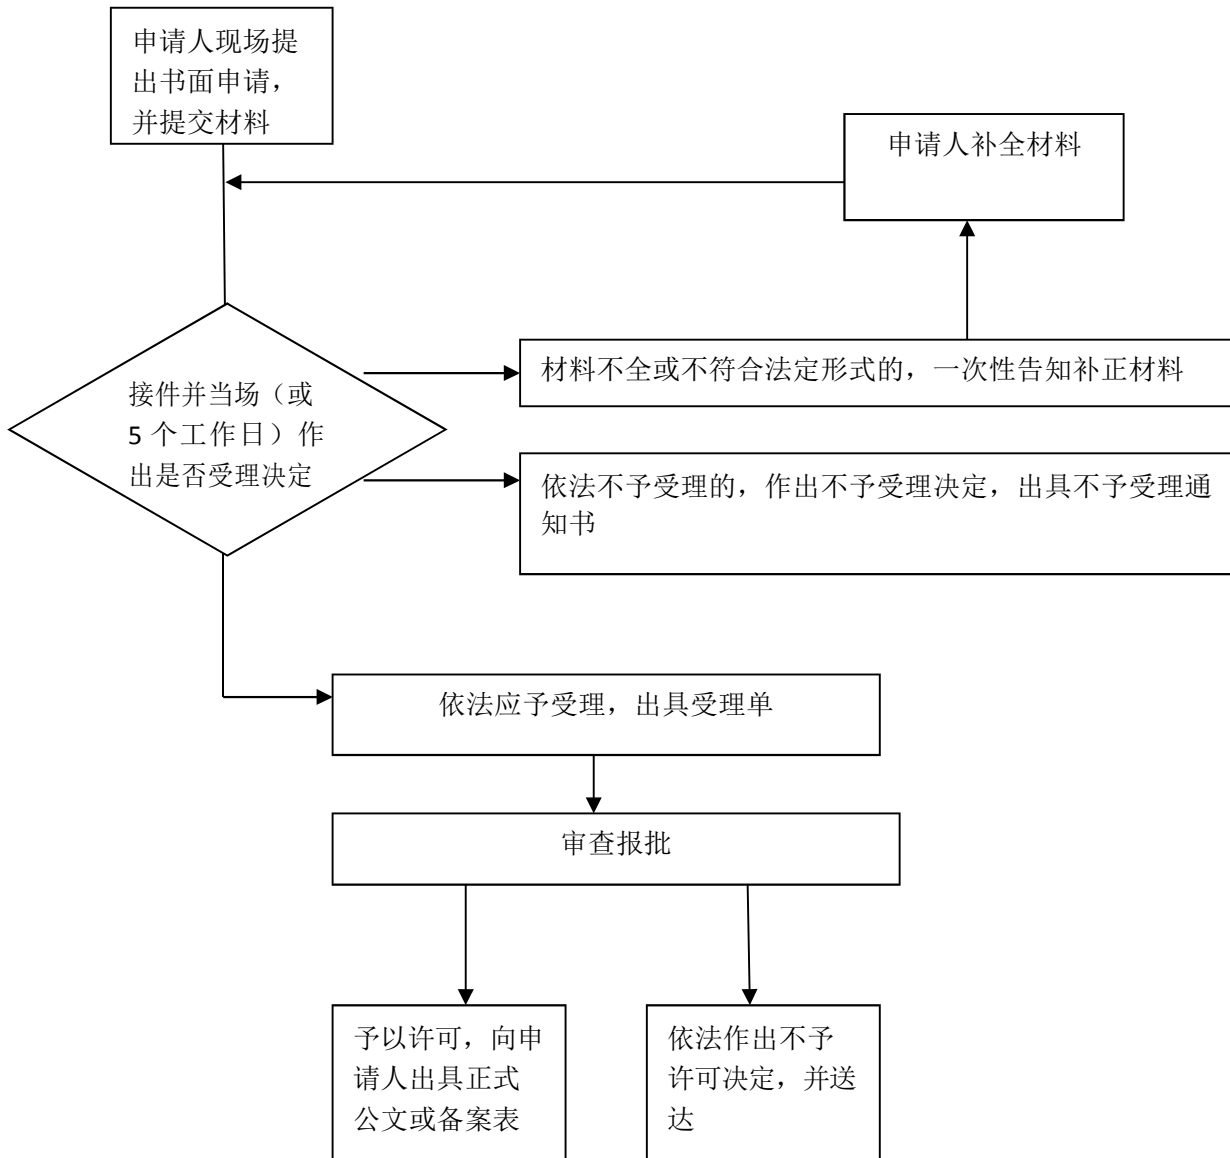 申请人现场提
出书面申请，
并提交材料
申请人补全材料
材料不全或不符合法定形式的，一次性告知补正材料
接件并当场（或
5 个工作日）作
出是否受理决定
依法不予受理的，作出不予受理决定，出具不予受理通
知书
依法应予受理，出具受理单
审查报批
予以许可，向申
请人出具正式
公文或备案表
依法作出不予
许可决定，并送
达